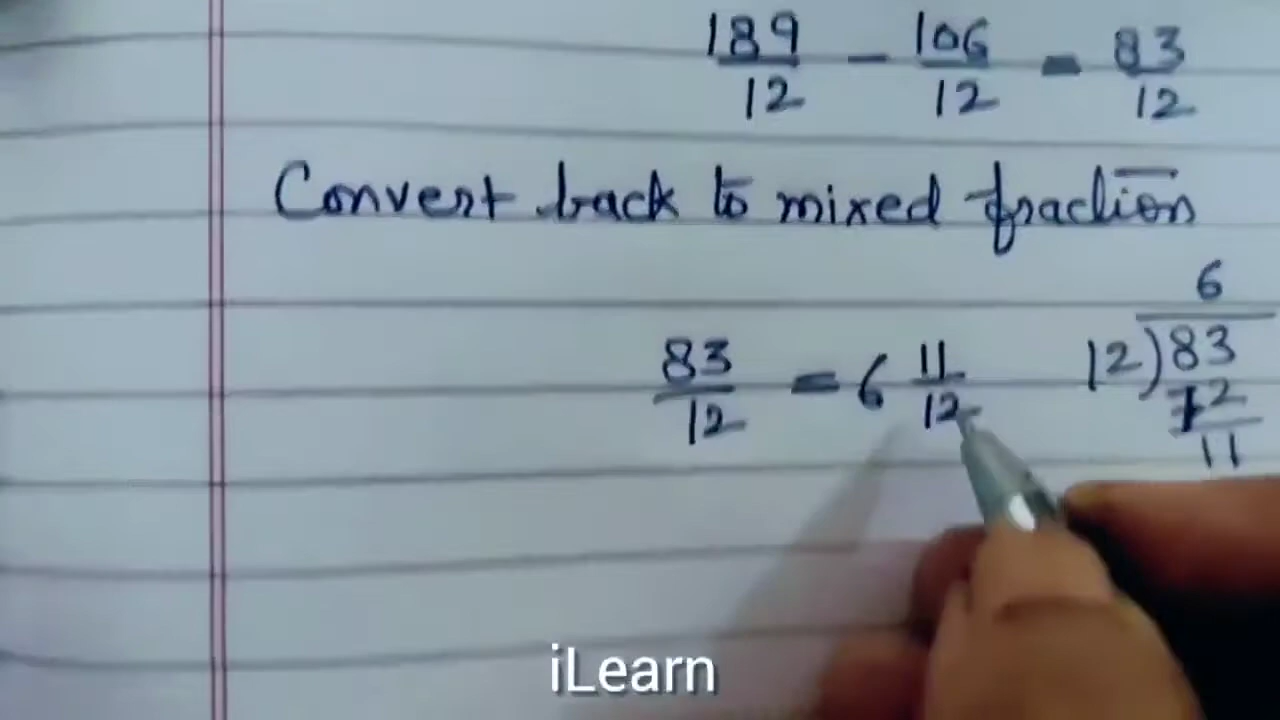 189/12 - 106/12 = 83/12
Convert back to mixed fraction
83/12 = 6 11/12
6
12)83
72
11
iLearn